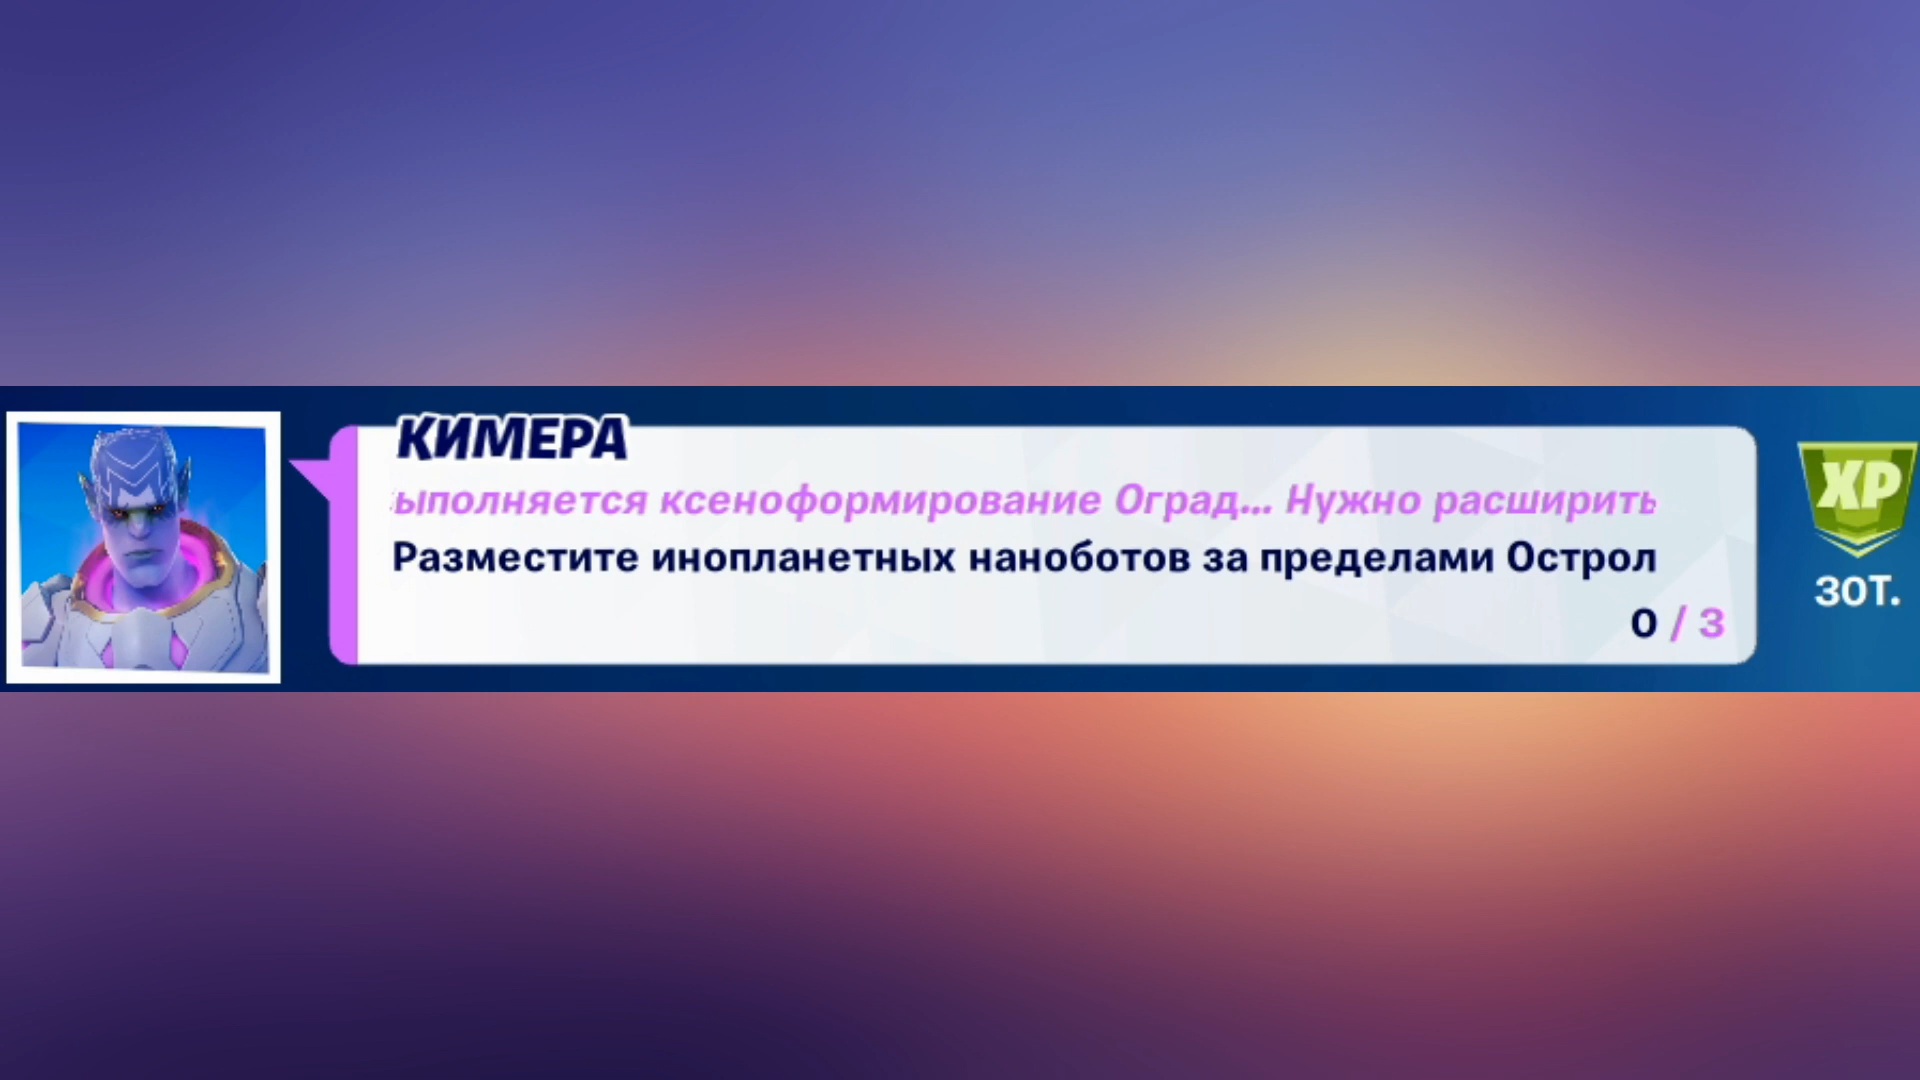 КИМЕРА
ыполняется ксеноформирование Оград... Нужно расширить
Разместите инопланетных наноботов за пределами Острол
0 / 3
XP
30Т.